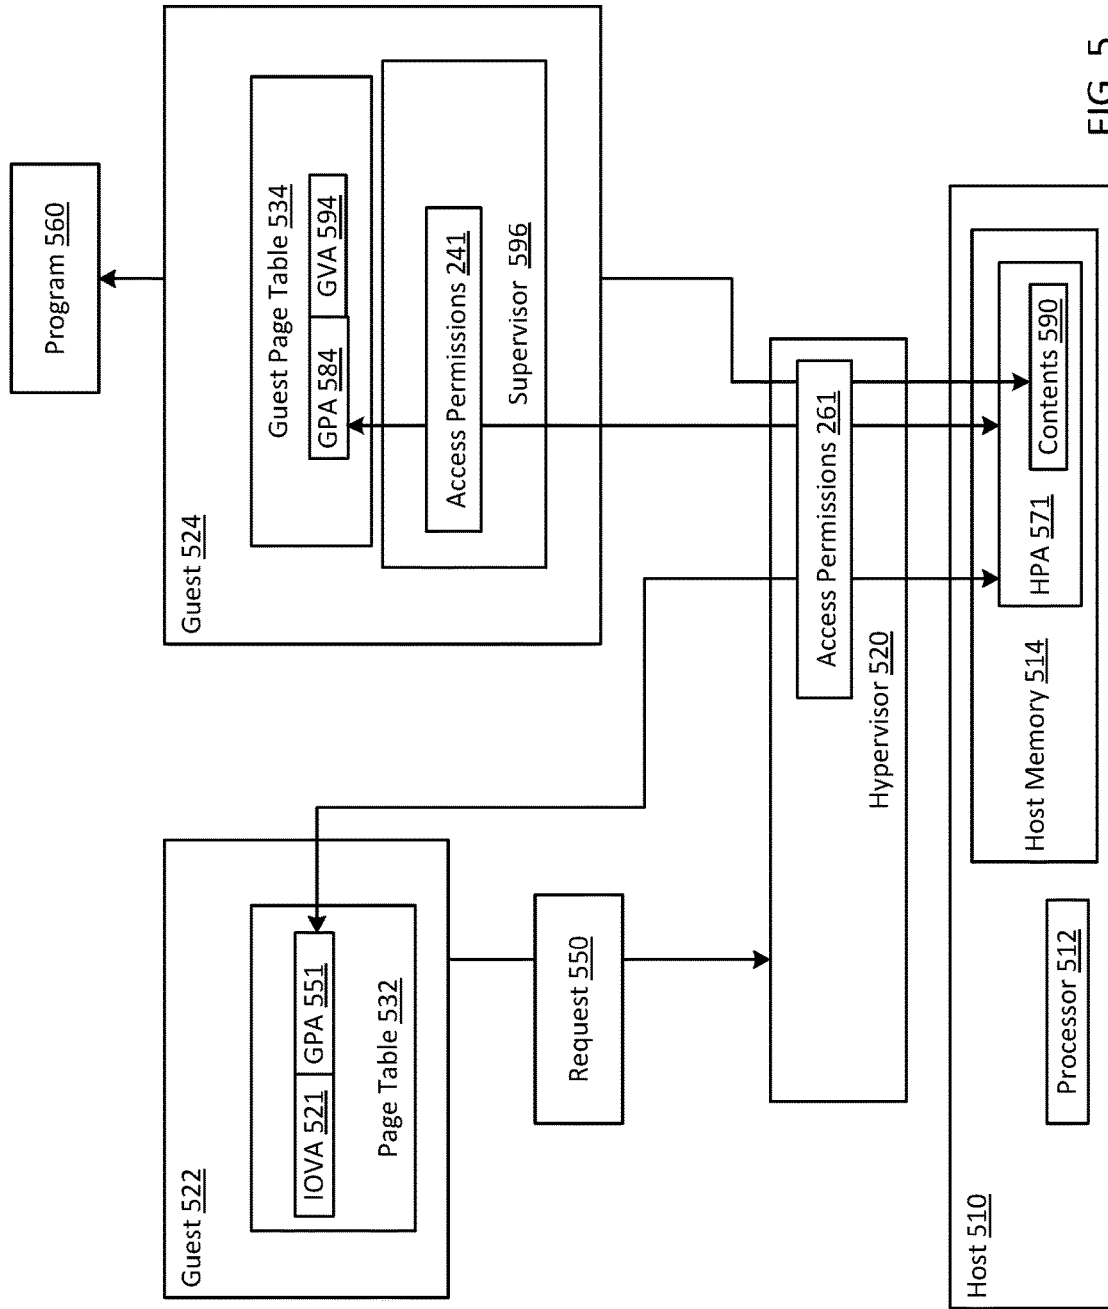 Program 560
Guest 522
Guest 524
Guest Page Table 534
IOVA 521
GPA 551
GPA 584
GVA 594
Page Table 532
Access Permissions 241
Supervisor 596
Request 550
Access Permissions 261
Hypervisor 520
Host 510
Host Memory 514
HPA 571
Contents 590
Processor 512
FIG. 5